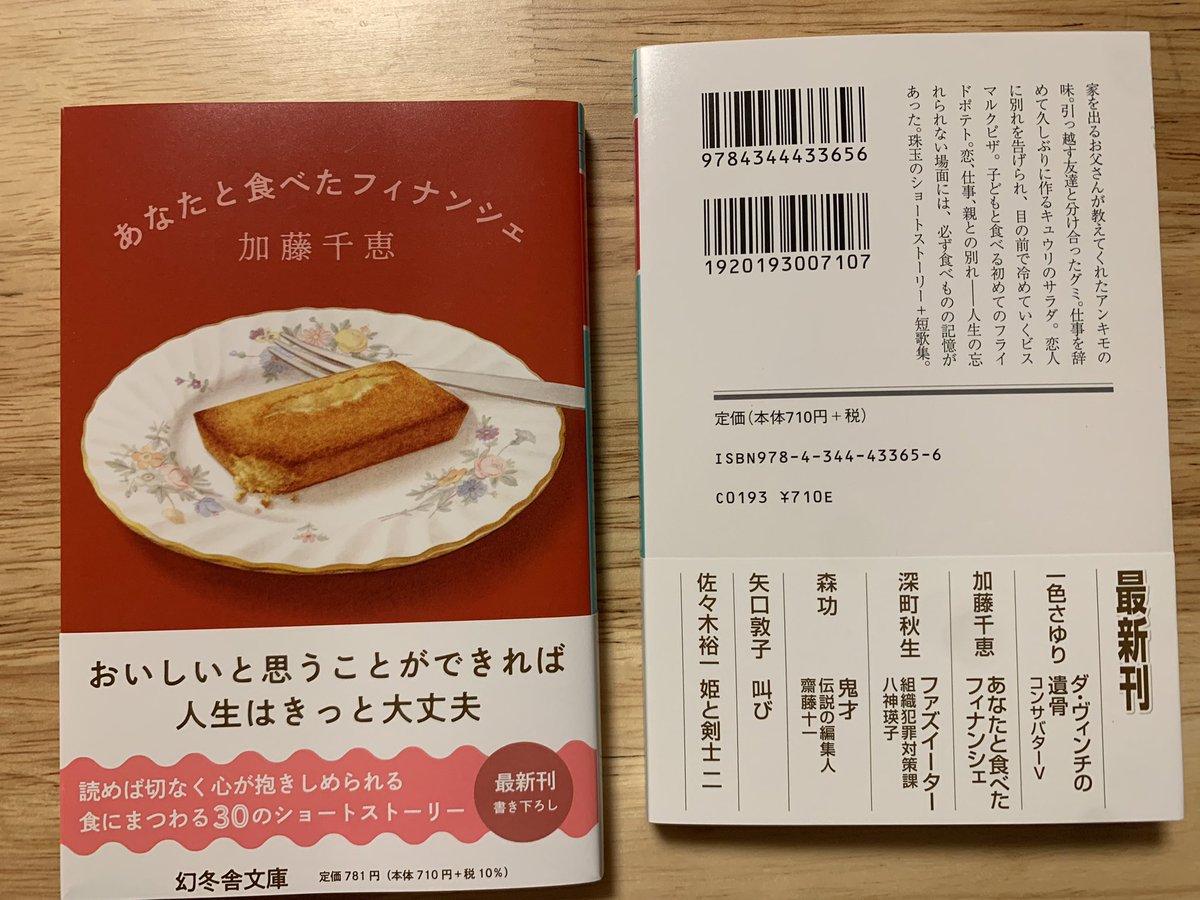 あなたと食べたフィナンシェ
加藤千恵
おいしいと思うことができれば
人生はきっと大丈夫
読めば切なく心が抱きしめられる
食にまつわる30のショートストーリー
最新刊
書き下ろし
幻冬舎文庫
定価781円（本体710円+税10%）
9784344433656
1920193007107
家を出るお父さんが教えてくれたアンキモの
味。引っ越す友達と分け合ったグミ。仕事を辞
めて久しぶりに作るキュウリのサラダ。恋人
に別れを告げられ、目の前で冷めていくビス
マルクピザ。子どもと食べる初めてのフライ
ドポテト。恋、仕事、親との別れ――人生の忘
れられない場面には、必ず食べものの記憶が
あった。珠玉のショートストーリー+短歌集。
定価（本体710円+税）
ISBN978-4-344-43365-6
C0193 ¥710E
最新刊
一色さゆり
ダ・ヴィンチの
遺骨
コンサバターV
加藤千恵
あなたと食べた
フィナンシェ
深町秋生
ファズイーター
組織犯罪対策課
八神瑛子
森功
鬼才
伝説の編集人
齋藤十一
矢口敦子
叫び
佐々木裕一
姫と剣士 二